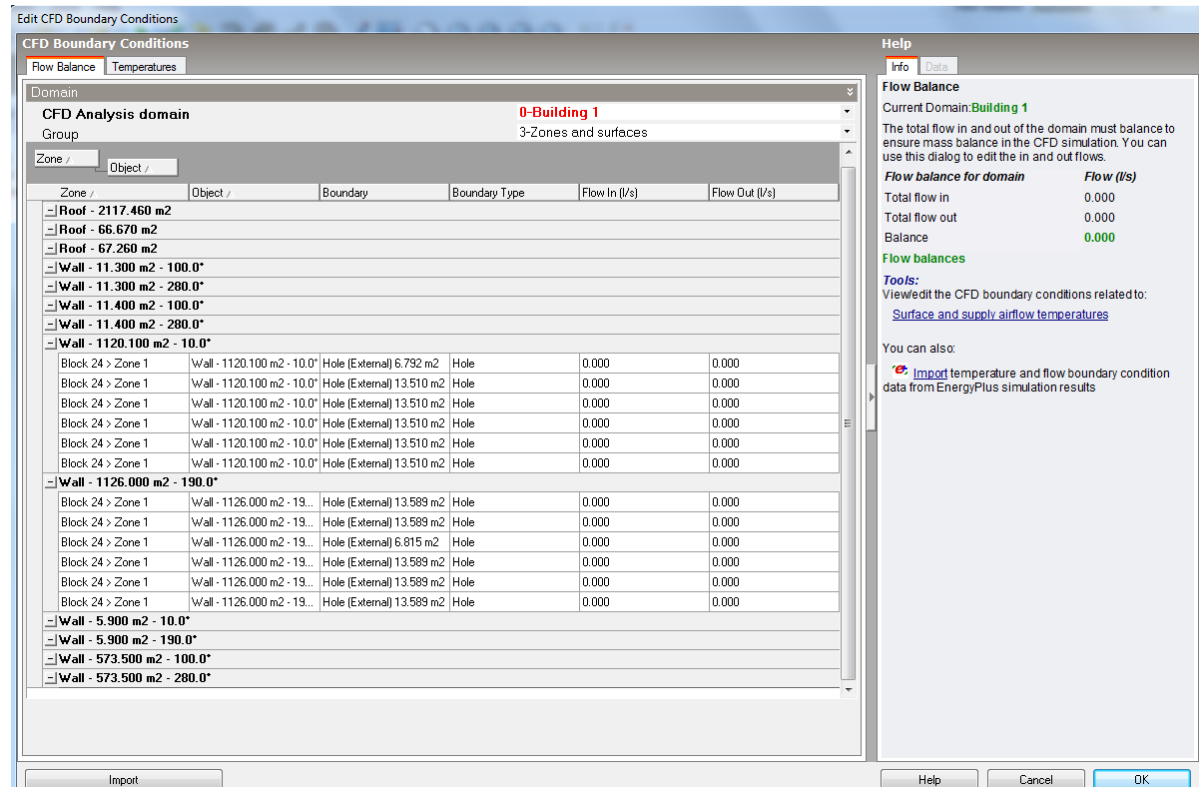 Edit CFD Boundary Conditions
CFD Boundary Conditions
Flow Balance Temperatures
Domain
CFD Analysis domain 0-Building 1
Group 3-Zones and surfaces
Zone /
Object /
Zone / Object / Boundary Boundary Type Flow In (l/s) Flow Out (l/s)
Roof - 2117.460 m2
Roof - 66.670 m2
Roof - 67.260 m2
Wall - 11.300 m2 - 100.0°
Wall - 11.300 m2 - 280.0°
Wall - 11.400 m2 - 100.0°
Wall - 11.400 m2 - 280.0°
Wall - 1120.100 m2 - 10.0°
Block 24 > Zone 1 Wall - 1120.100 m2 - 10.0° Hole (External) 6.792 m2 Hole 0.000 0.000
Block 24 > Zone 1 Wall - 1120.100 m2 - 10.0° Hole (External) 13.510 m2 Hole 0.000 0.000
Block 24 > Zone 1 Wall - 1120.100 m2 - 10.0° Hole (External) 13.510 m2 Hole 0.000 0.000
Block 24 > Zone 1 Wall - 1120.100 m2 - 10.0° Hole (External) 13.510 m2 Hole 0.000 0.000
Block 24 > Zone 1 Wall - 1120.100 m2 - 10.0° Hole (External) 13.510 m2 Hole 0.000 0.000
Block 24 > Zone 1 Wall - 1120.100 m2 - 10.0° Hole (External) 13.510 m2 Hole 0.000 0.000
Wall - 1126.000 m2 - 190.0°
Block 24 > Zone 1 Wall - 1126.000 m2 - 19... Hole (External) 13.589 m2 Hole 0.000 0.000
Block 24 > Zone 1 Wall - 1126.000 m2 - 19... Hole (External) 13.589 m2 Hole 0.000 0.000
Block 24 > Zone 1 Wall - 1126.000 m2 - 19... Hole (External) 6.815 m2 Hole 0.000 0.000
Block 24 > Zone 1 Wall - 1126.000 m2 - 19... Hole (External) 13.589 m2 Hole 0.000 0.000
Block 24 > Zone 1 Wall - 1126.000 m2 - 19... Hole (External) 13.589 m2 Hole 0.000 0.000
Block 24 > Zone 1 Wall - 1126.000 m2 - 19... Hole (External) 13.589 m2 Hole 0.000 0.000
Wall - 5.900 m2 - 10.0°
Wall - 5.900 m2 - 190.0°
Wall - 573.500 m2 - 100.0°
Wall - 573.500 m2 - 280.0°
Import
Help
Info Data
Flow Balance
Current Domain:Building 1
The total flow in and out of the domain must balance to
ensure mass balance in the CFD simulation. You can
use this dialog to edit the in and out flows.
Flow balance for domain Flow (l/s)
Total flow in 0.000
Total flow out 0.000
Balance 0.000
Flow balances
Tools:
View/edit the CFD boundary conditions related to:
Surface and supply airflow temperatures
You can also:
Import temperature and flow boundary condition
data from EnergyPlus simulation results
Help Cancel OK